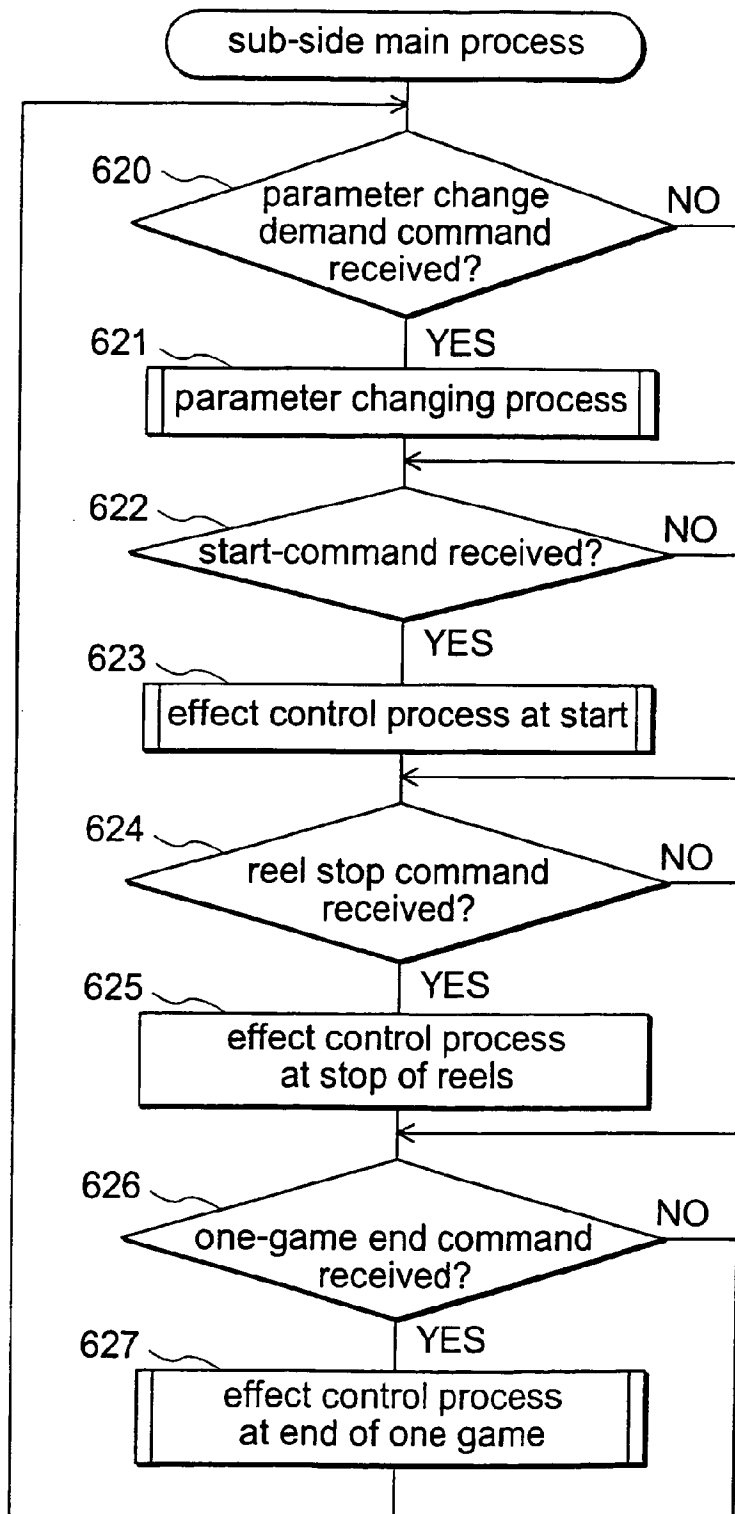 sub-side main process
620
parameter change
demand command
received?
NO
YES
621
parameter changing process
622
start-command received?
NO
YES
623
effect control process at start
624
reel stop command
received?
NO
YES
625
effect control process
at stop of reels
626
one-game end command
received?
NO
YES
627
effect control process
at end of one game